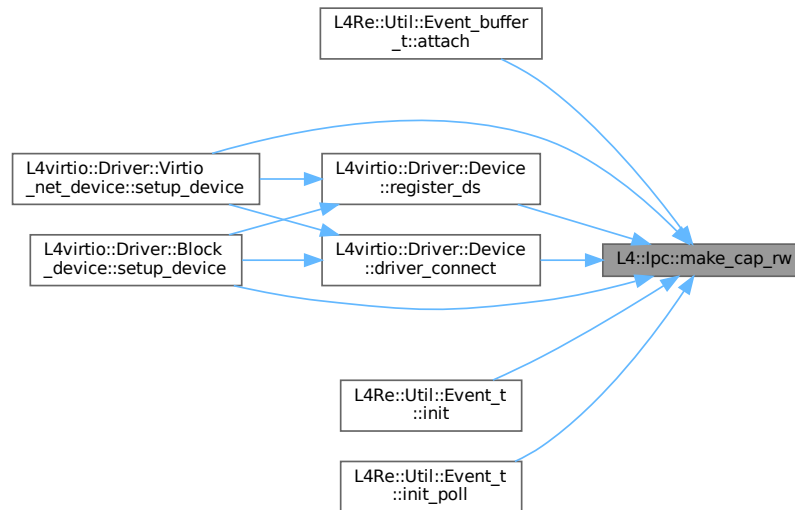 L4Re::Util::Event_buffer
_t::attach
L4virtio::Driver::Virtio
_net_device::setup_device
L4virtio::Driver::Device
::register_ds
L4virtio::Driver::Block
_device::setup_device
L4virtio::Driver::Device
::driver_connect
L4::Ipc::make_cap_rw
L4Re::Util::Event_t
::init
L4Re::Util::Event_t
::init_poll